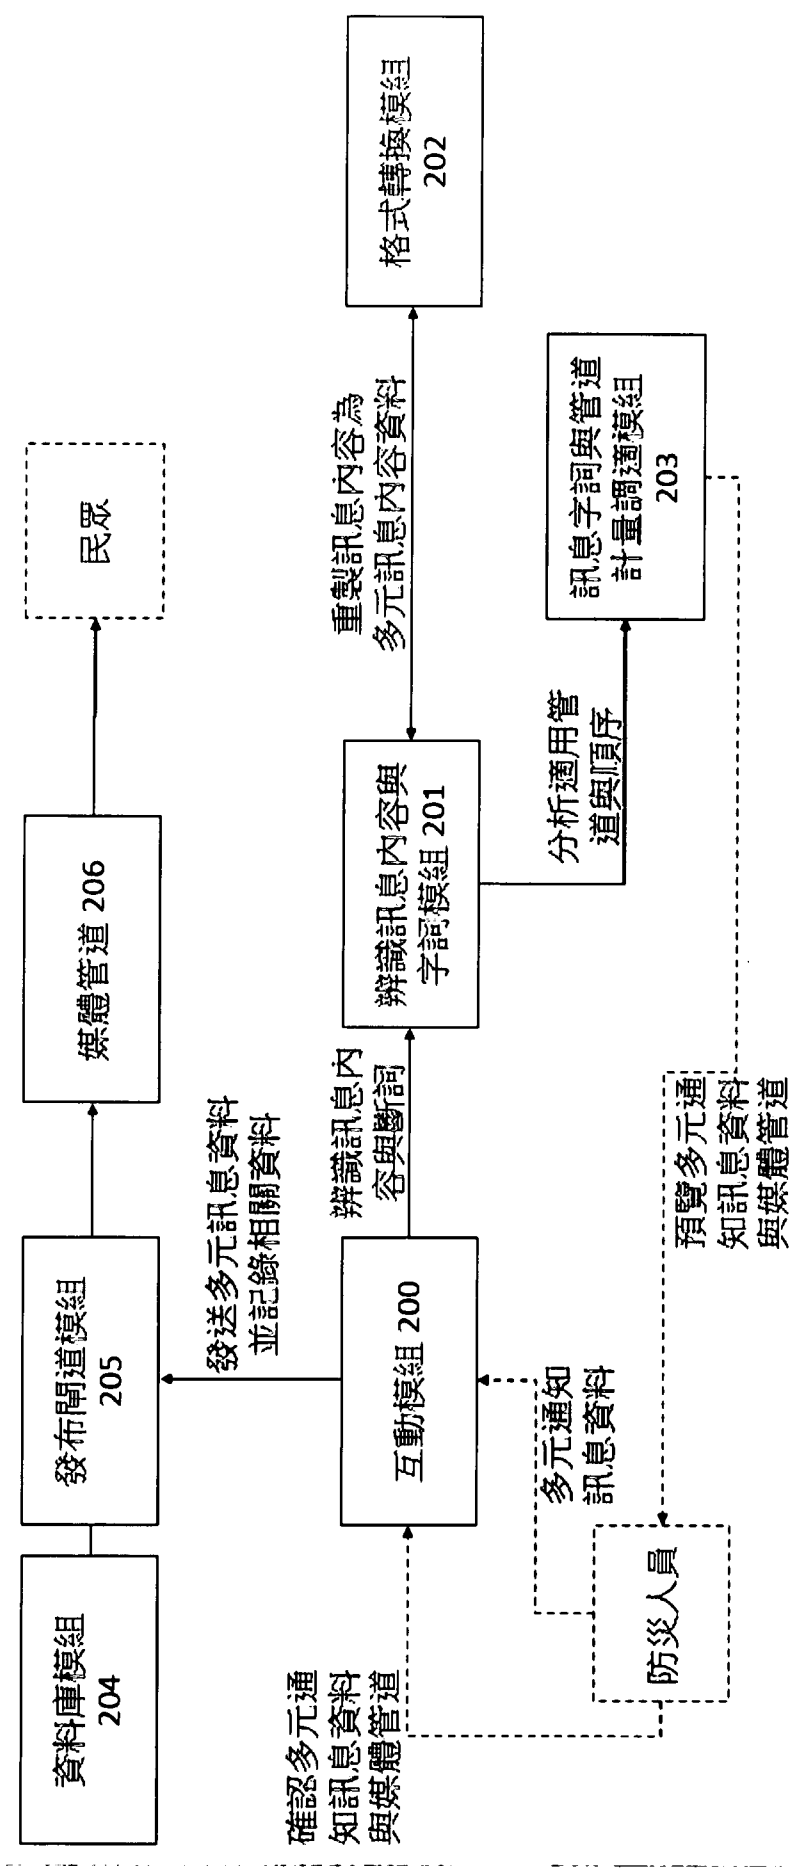 資料庫模組
204
發布閘道模組
205
媒體管道 206
民眾
發送多元訊息資料
並記錄相關資料
確認多元通
知訊息資料
與媒體管道
互動模組 200
辨識訊息內
容與斷詞
辨識訊息內容與
字詞模組 201
重製訊息內容為
多元訊息內容資料
格式轉換模組
202
多元通知
訊息資料
分析適用管
道與順序
訊息字詞與管道
計量調適模組
203
防災人員
預覽多元通
知訊息資料
與媒體管道